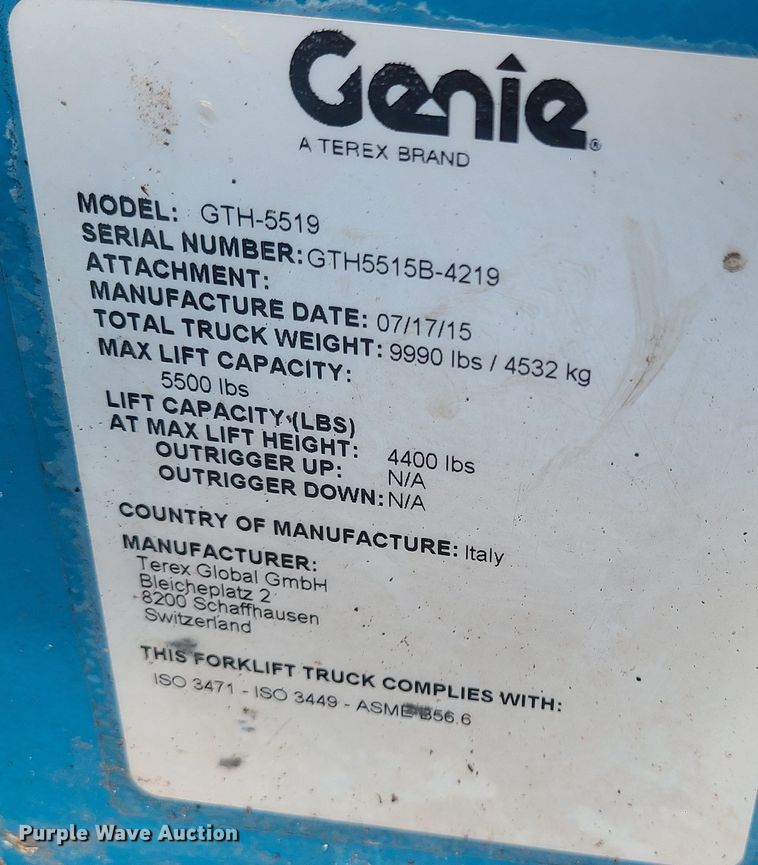 Genie®
A TEREX BRAND
MODEL: GTH-5519
SERIAL NUMBER: GTH5515B-4219
ATTACHMENT:
MANUFACTURE DATE: 07/17/15
TOTAL TRUCK WEIGHT: 9990 lbs / 4532 kg
MAX LIFT CAPACITY:
5500 lbs
LIFT CAPACITY (LBS)
AT MAX LIFT HEIGHT: 4400 lbs
OUTRIGGER UP: N/A
OUTRIGGER DOWN: N/A
COUNTRY OF MANUFACTURE: Italy
MANUFACTURER:
Terex Global GmbH
Bleicheplatz 2
8200 Schaffhausen
Switzerland
THIS FORKLIFT TRUCK COMPLIES WITH:
ISO 3471 - ISO 3449 - ASME B56.6
Purple Wave Auction